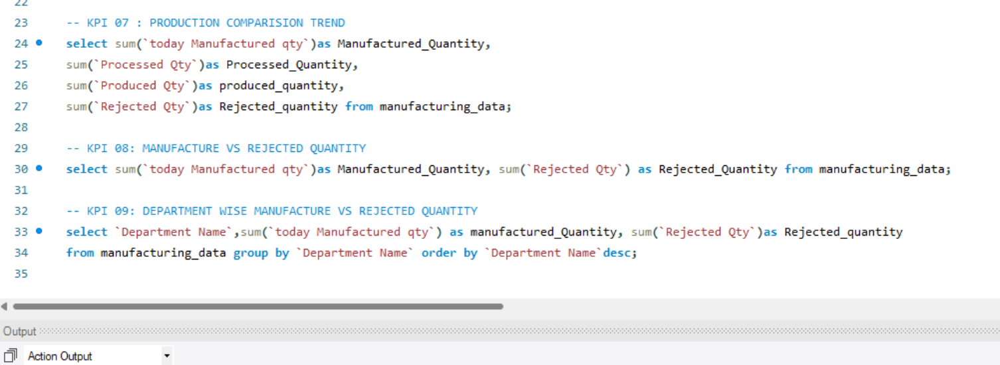 22
23 -- KPI 07 : PRODUCTION COMPARISION TREND
24 select sum(`today Manufactured qty`)as Manufactured_Quantity,
25 sum(`Processed Qty`)as Processed_Quantity,
26 sum(`Produced Qty`)as produced_quantity,
27 sum(`Rejected Qty`)as Rejected_quantity from manufacturing_data;
28
29 -- KPI 08: MANUFACTURE VS REJECTED QUANTITY
30 select sum(`today Manufactured qty`)as Manufactured_Quantity, sum(`Rejected Qty`) as Rejected_Quantity from manufacturing_data;
31
32 -- KPI 09: DEPARTMENT WISE MANUFACTURE VS REJECTED QUANTITY
33 select `Department Name`,sum(`today Manufactured qty`) as manufactured_Quantity, sum(`Rejected Qty`)as Rejected_quantity
34 from manufacturing_data group by `Department Name` order by `Department Name`desc;
35
Output
Action Output